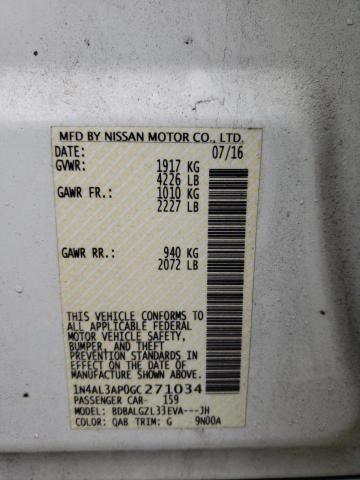 MFD BY NISSAN MOTOR CO., LTD.
DATE: 07/16
GVWR: 1917 KG
4226 LB
GAWR FR.: 1010 KG
2227 LB
GAWR RR.: 940 KG
2072 LB
THIS VEHICLE CONFORMS TO
ALL APPLICABLE FEDERAL
MOTOR VEHICLE SAFETY,
BUMPER, AND THEFT
PREVENTION STANDARDS
IN EFFECT ON THE DATE OF
MANUFACTURE SHOWN ABOVE.
1N4AL3AP0GC271034
PASSENGER CAR- 159
MODEL: BDBALGZL33EVA---JH
COLOR: QAB TRIM: G 9N00A